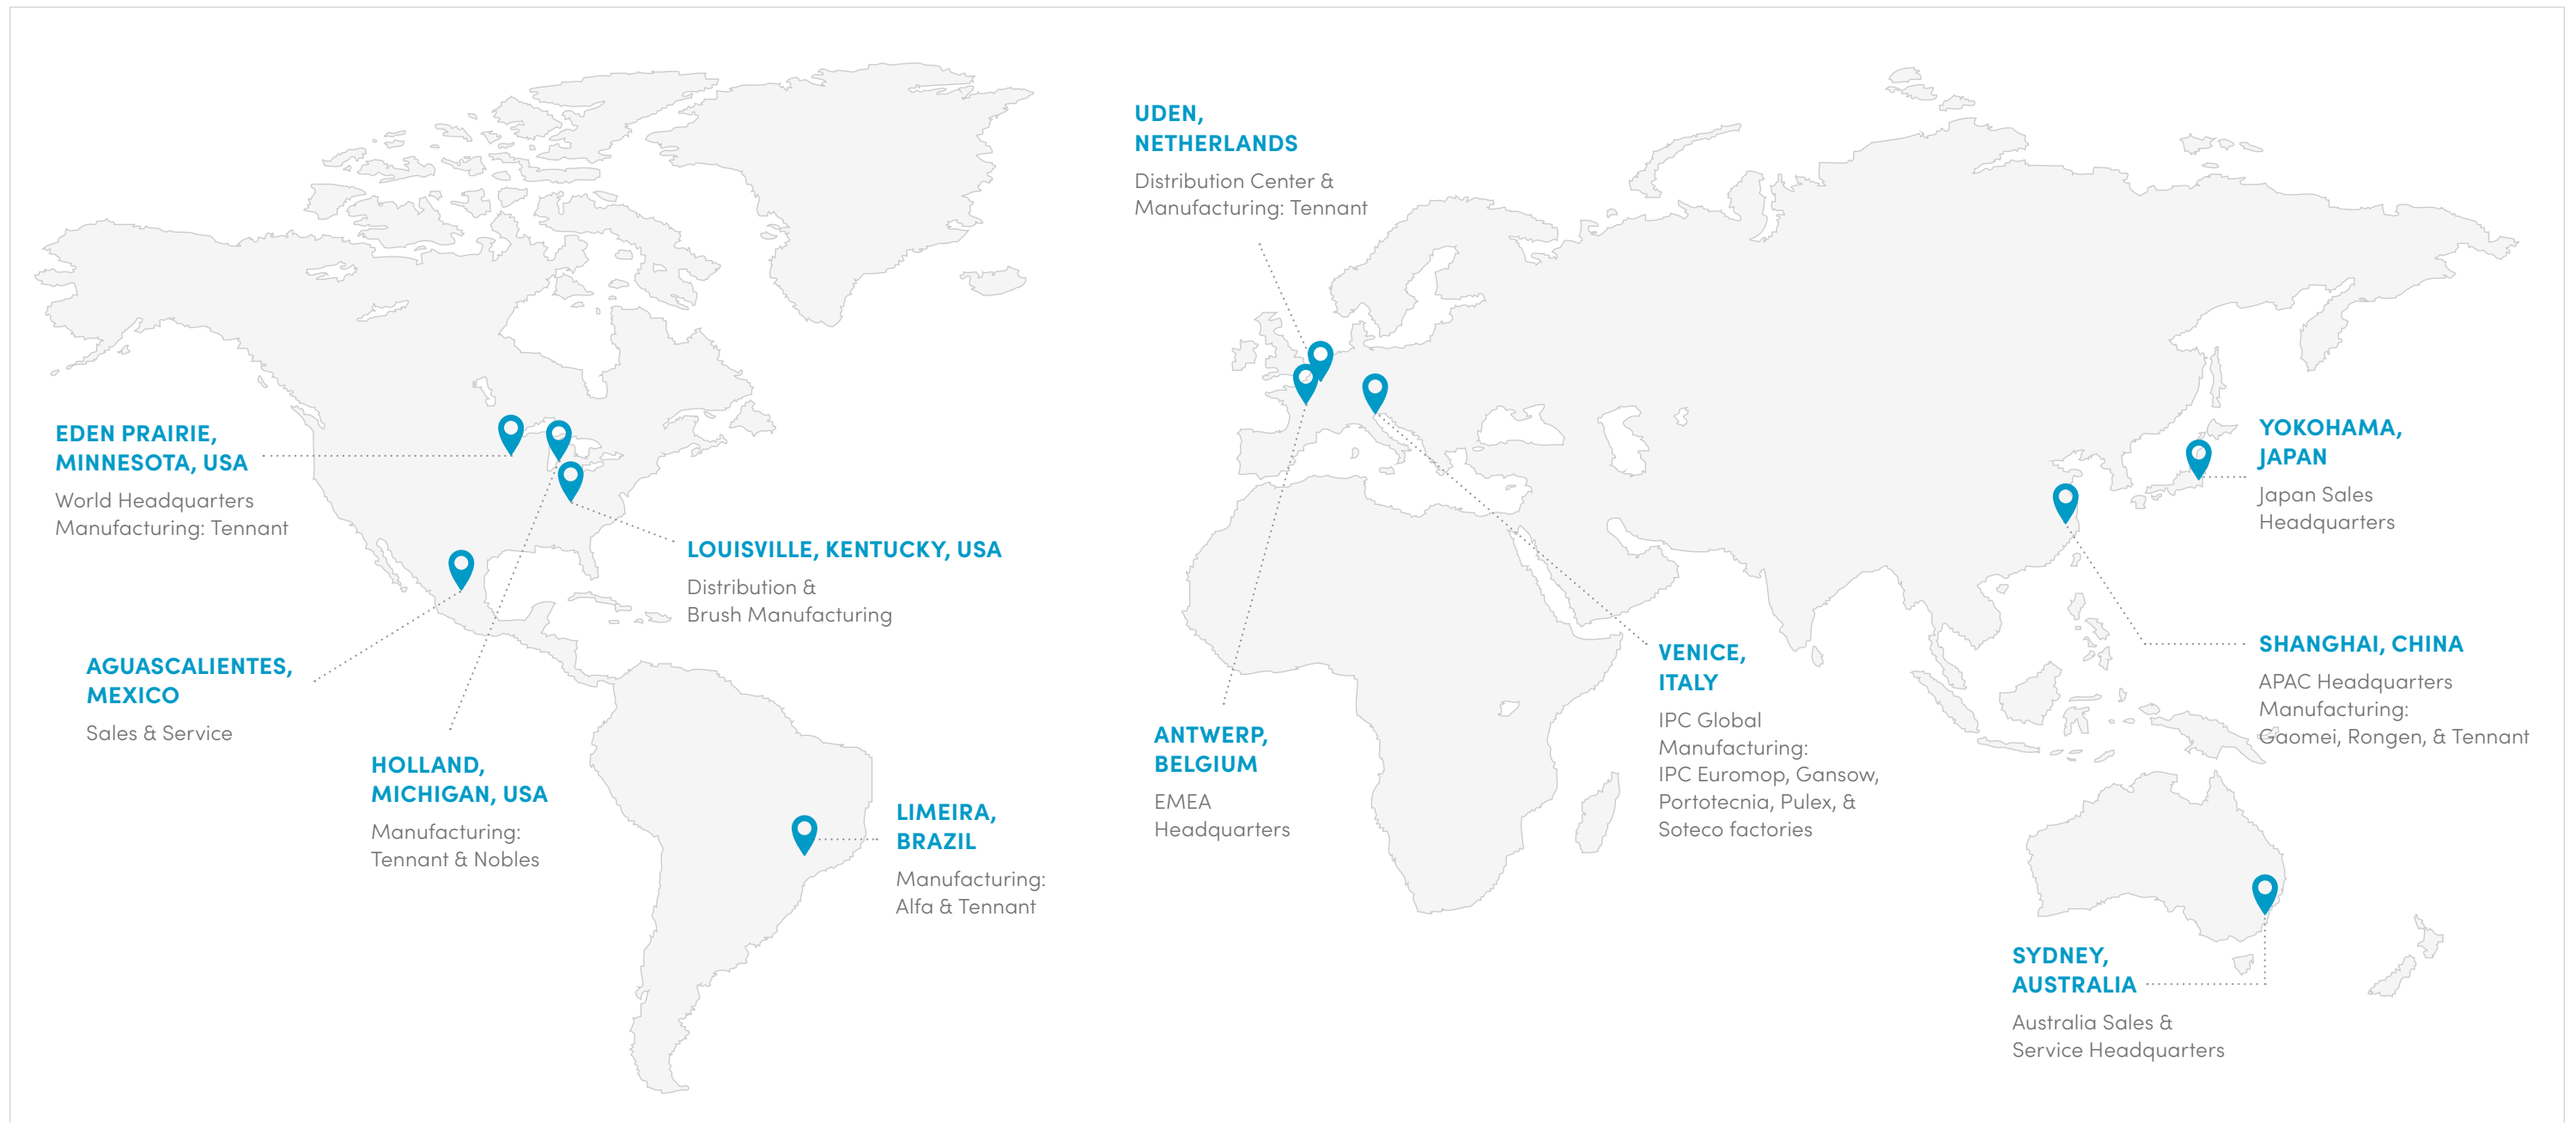 UDEN,
NETHERLANDS
Distribution Center &
Manufacturing: Tennant
EDEN PRAIRIE,
MINNESOTA, USA
World Headquarters
Manufacturing: Tennant
LOUISVILLE, KENTUCKY, USA
Distribution &
Brush Manufacturing
AGUASCALIENTES,
MEXICO
Sales & Service
HOLLAND,
MICHIGAN, USA
Manufacturing:
Tennant & Nobles
LIMEIRA,
BRAZIL
Manufacturing:
Alfa & Tennant
ANTWERP,
BELGIUM
EMEA
Headquarters
VENICE,
ITALY
IPC Global
Manufacturing:
IPC Euromop, Gansow,
Portotecnia, Pulex, &
Soteco factories
YOKOHAMA,
JAPAN
Japan Sales
Headquarters
SHANGHAI, CHINA
APAC Headquarters
Manufacturing:
Gaomei, Rongen, & Tennant
SYDNEY,
AUSTRALIA
Australia Sales &
Service Headquarters